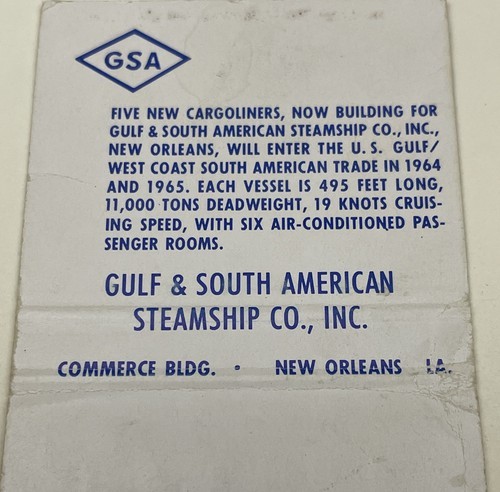 GSA
FIVE NEW CARGOLINERS, NOW BUILDING FOR
GULF & SOUTH AMERICAN STEAMSHIP CO., INC.,
NEW ORLEANS, WILL ENTER THE U. S. GULF/
WEST COAST SOUTH AMERICAN TRADE IN 1964
AND 1965. EACH VESSEL IS 495 FEET LONG,
11,000 TONS DEADWEIGHT, 19 KNOTS CRUIS-
ING SPEED, WITH SIX AIR-CONDITIONED PAS-
SENGER ROOMS.
GULF & SOUTH AMERICAN
STEAMSHIP CO., INC.
COMMERCE BLDG. • NEW ORLEANS LA.